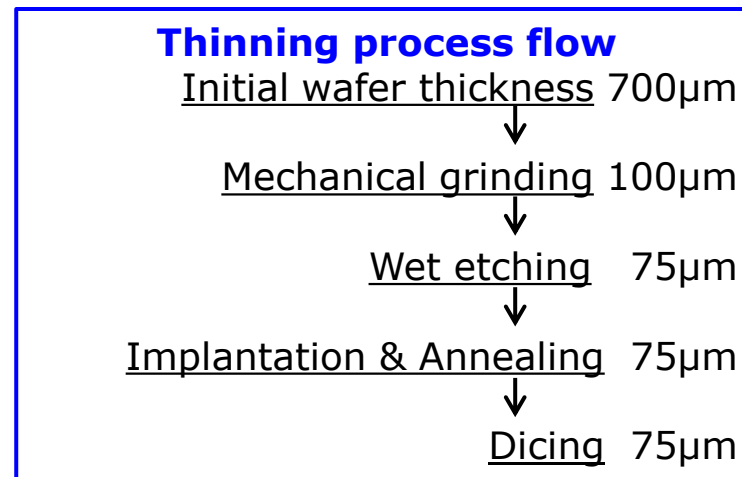 Thinning process flow
Initial wafer thickness 700µm
Mechanical grinding 100µm
Wet etching 75µm
Implantation & Annealing 75µm
Dicing 75µm